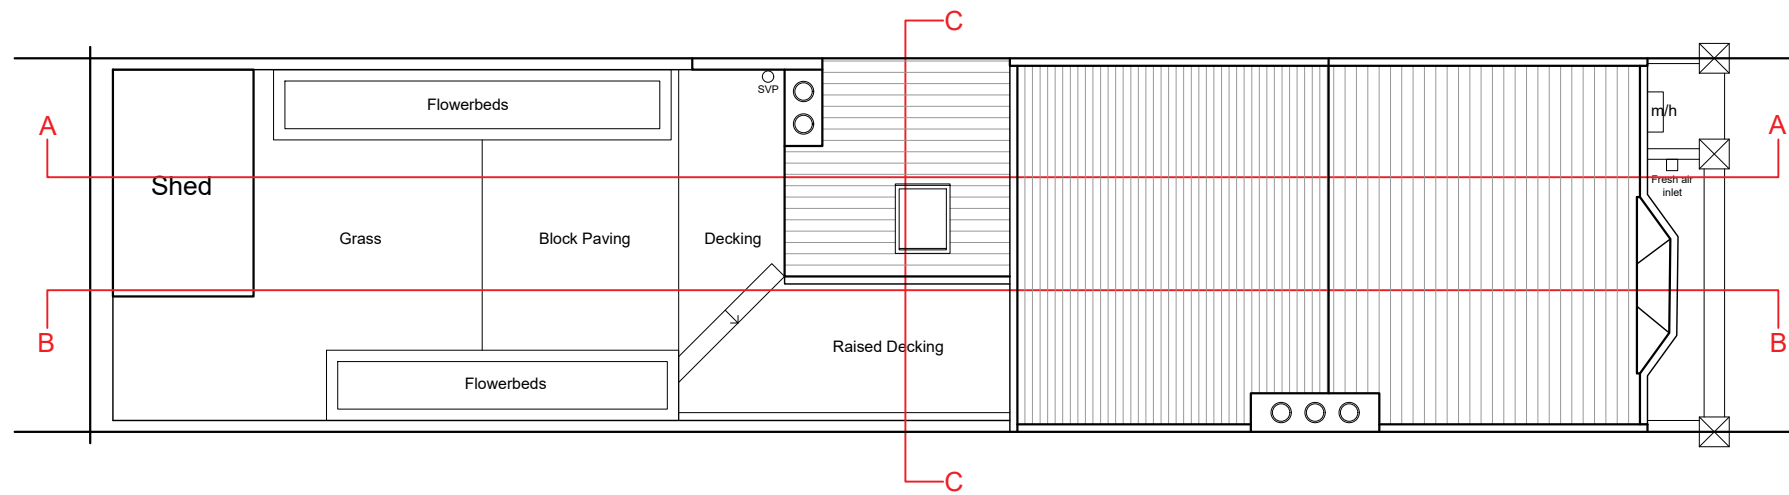 C
Flowerbeds
SVP
A
A
m/h
Shed
Fresh air
inlet
Grass
Block Paving
Decking
B
B
Raised Decking
Flowerbeds
C